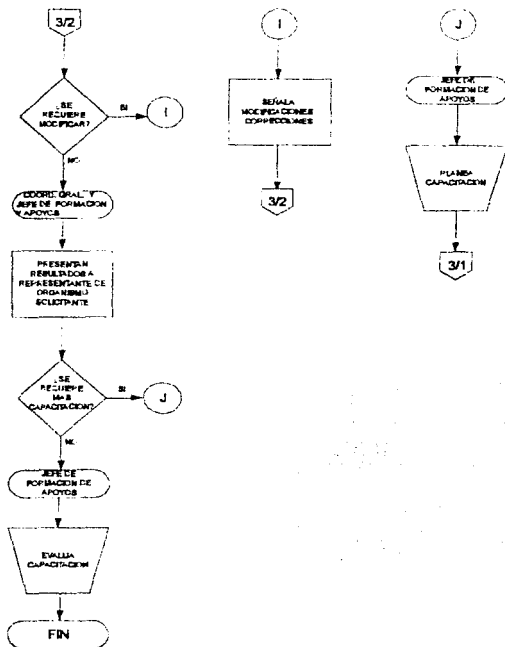 3/2
¿SE
REQUIERE
MODIFICAR?
SI
I
NO
COORD. GRAL. Y
JEFE DE FORMACION
Y APOYOS
PRESENTAN
RESULTADOS A
REPRESENTANTE DE
ORGANISMO
SOLICITANTE
¿SE
REQUIERE
MAS
CAPACITACION?
SI
J
NO
JEFE DE
FORMACION DE
APOYOS
EVALUA
CAPACITACION
FIN
I
SEÑALA
MODIFICACIONES
CORRECCIONES
3/2
J
JEFE DE
FORMACION DE
APOYOS
PLANEA
CAPACITACION
3/1